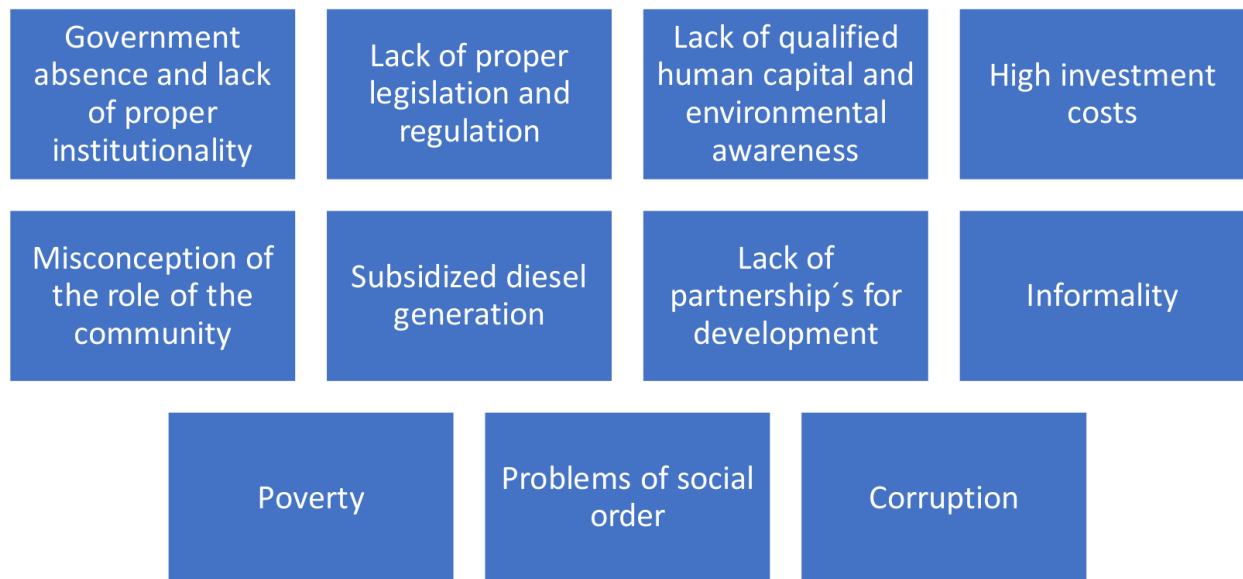 Government
absence and lack
of proper
institutionality
Lack of proper
legislation and
regulation
Lack of qualified
human capital and
environmental
awareness
High investment
costs
Misconception of
the role of the
community
Subsidized diesel
generation
Lack of
partnership´s for
development
Informality
Poverty
Problems of social
order
Corruption